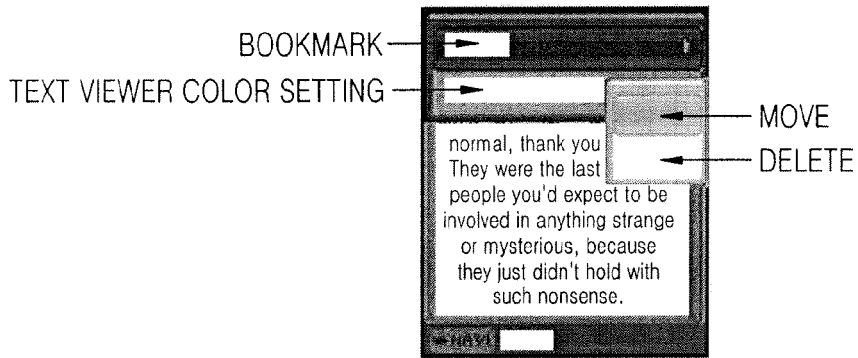 BOOKMARK
TEXT VIEWER COLOR SETTING
MOVE
DELETE
normal, thank you
They were the last
people you'd expect to be
involved in anything strange
or mysterious, because
they just didn't hold with
such nonsense.
NAVI